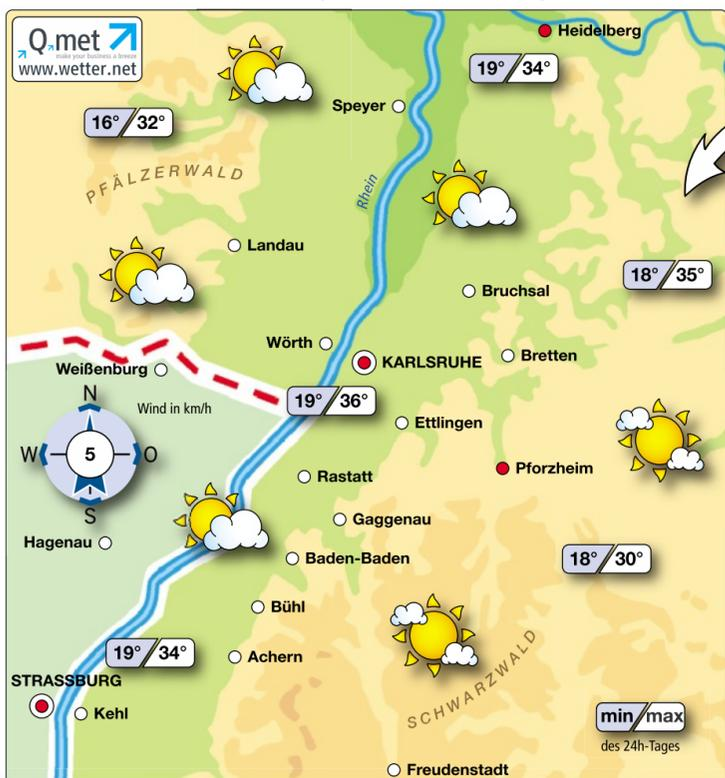 Q.met
make your business a breeze
www.wetter.net
Heidelberg
19° / 34°
Speyer
16° / 32°
PFÄLZERWALD
Rhein
Landau
18° / 35°
Bruchsal
Wörth
KARLSRUHE
Bretten
Weißenburg
19° / 36°
Wind in km/h
N
W
5
O
S
Ettlingen
Pforzheim
Rastatt
Gaggenau
Hagenau
Baden-Baden
18° / 30°
Bühl
19° / 34°
Achern
SCHWARZWALD
STRASSBURG
Kehl
min/max
des 24h-Tages
Freudenstadt